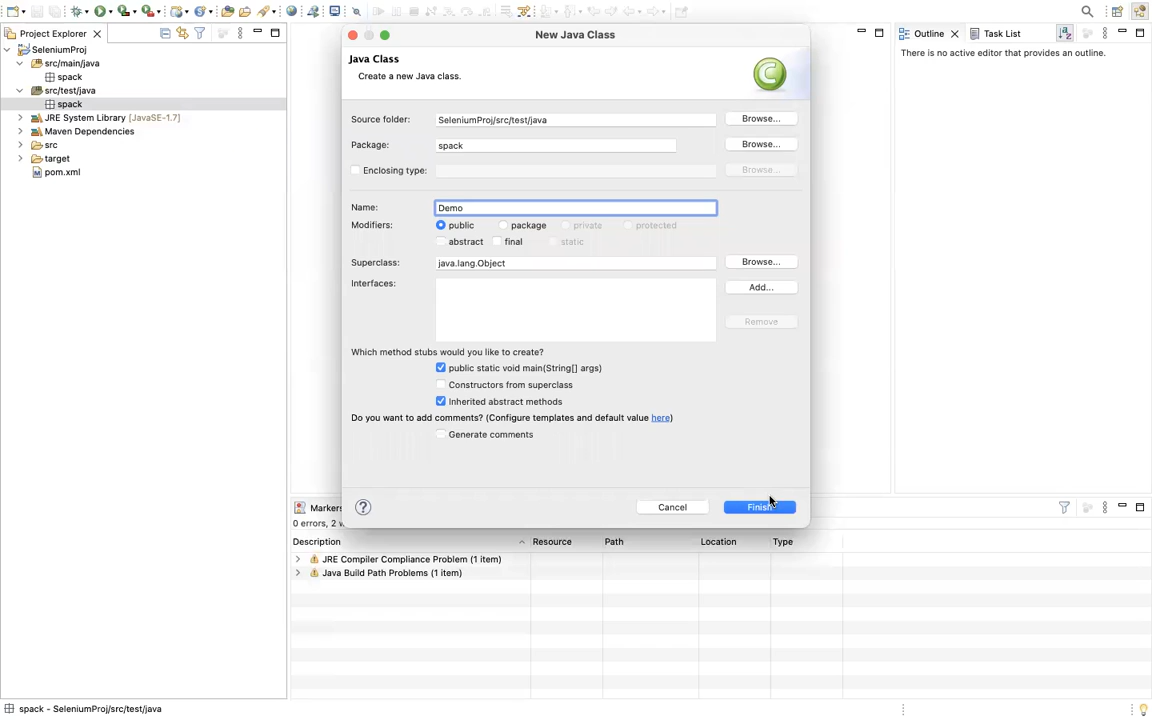 Project Explorer
New Java Class
Outline
Task List
There is no active editor that provides an outline.
SeleniumProj
src/main/java
spack
src/test/java
spack
JRE System Library [JavaSE-1.7]
Maven Dependencies
src
target
pom.xml
Java Class
Create a new Java class.
Source folder: SeleniumProj/src/test/java Browse...
Package: spack Browse...
Enclosing type: Browse...
Name: Demo
Modifiers: public package private protected
abstract final static
Superclass: java.lang.Object Browse...
Interfaces: Add...
Remove
Which method stubs would you like to create?
public static void main(String[] args)
Constructors from superclass
Inherited abstract methods
Do you want to add comments? (Configure templates and default value here)
Generate comments
Cancel Finish
Markers
0 errors, 2 w
Description Resource Path Location Type
JRE Compiler Compliance Problem (1 item)
Java Build Path Problems (1 item)
spack - SeleniumProj/src/test/java